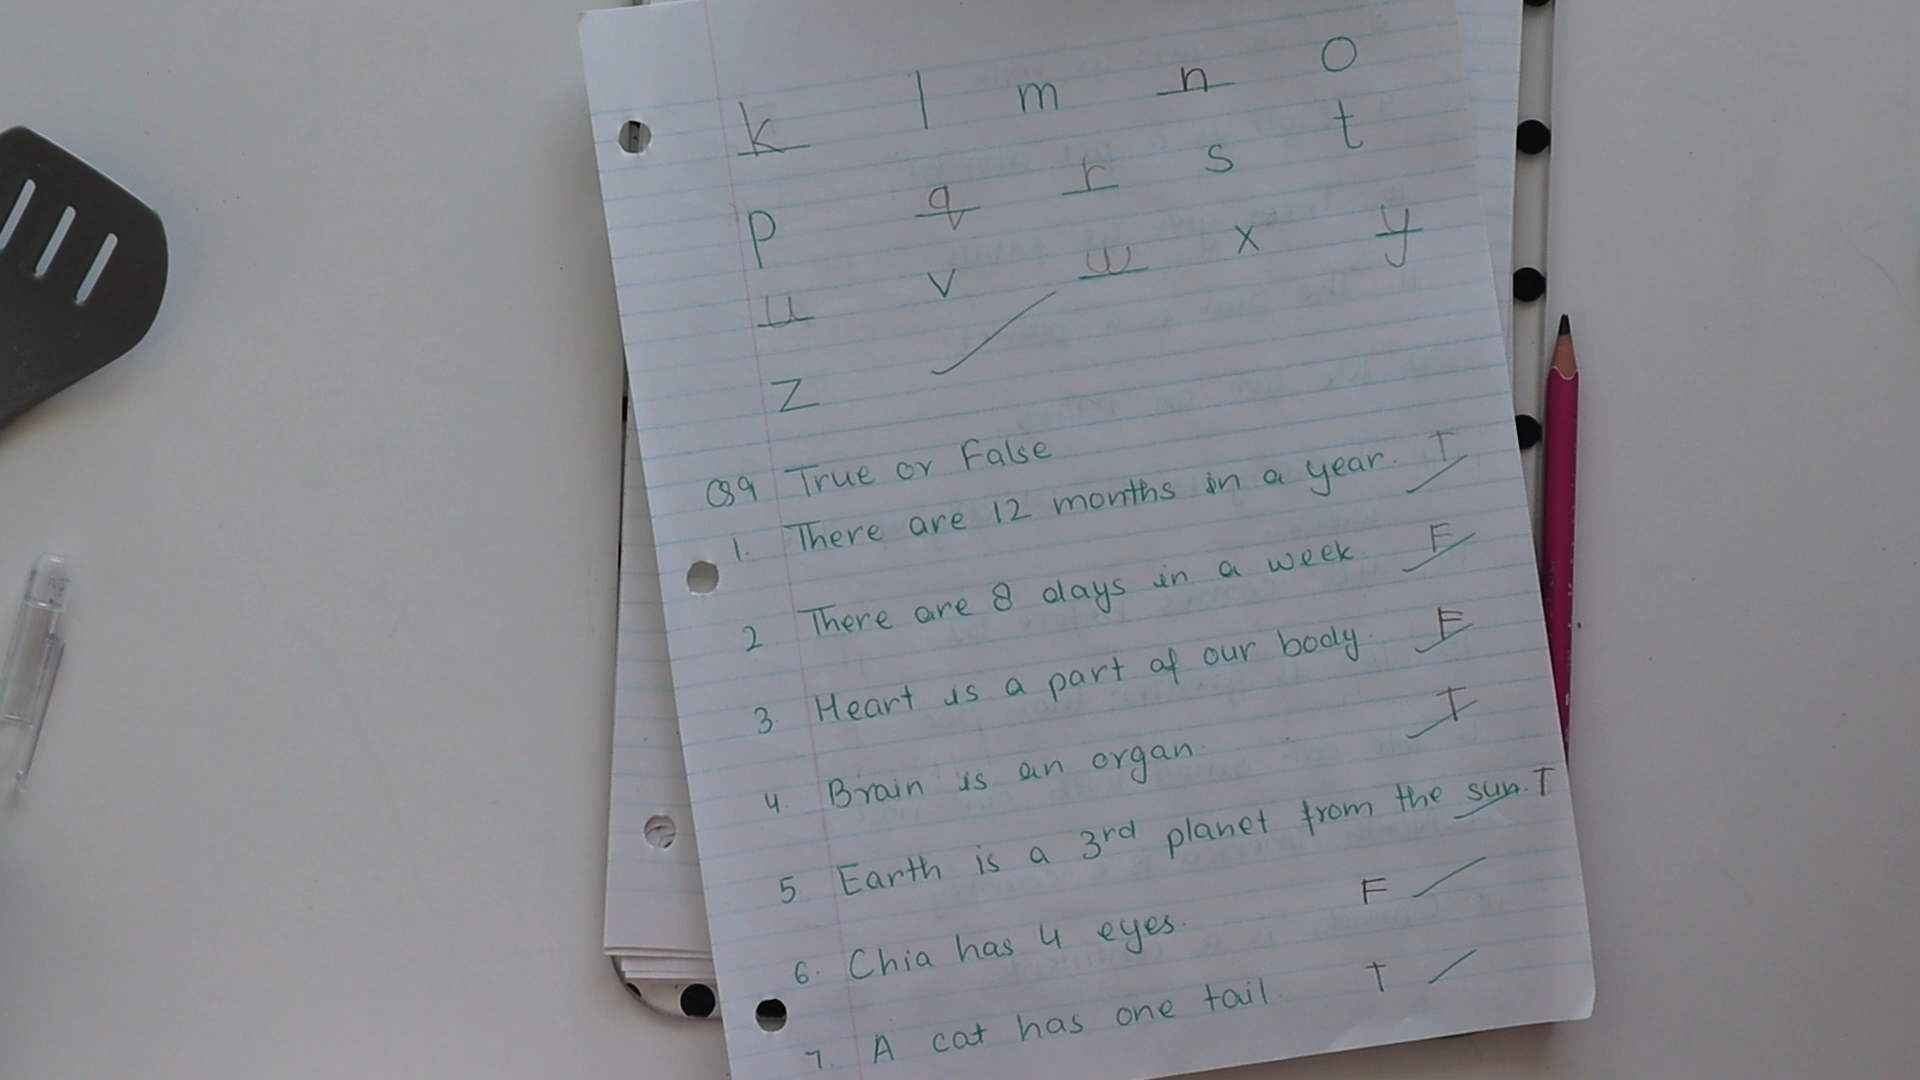 k l m n o
p q r s t
u v w x y
z
Q9 True or False
1. There are 12 months in a year. T
2 There are 8 days in a week. F
3. Heart is a part of our body. F
4. Brain is an organ. T
5 Earth is a 3rd planet from the sun. T
6. Chia has 4 eyes. F
7. A cat has one tail. T